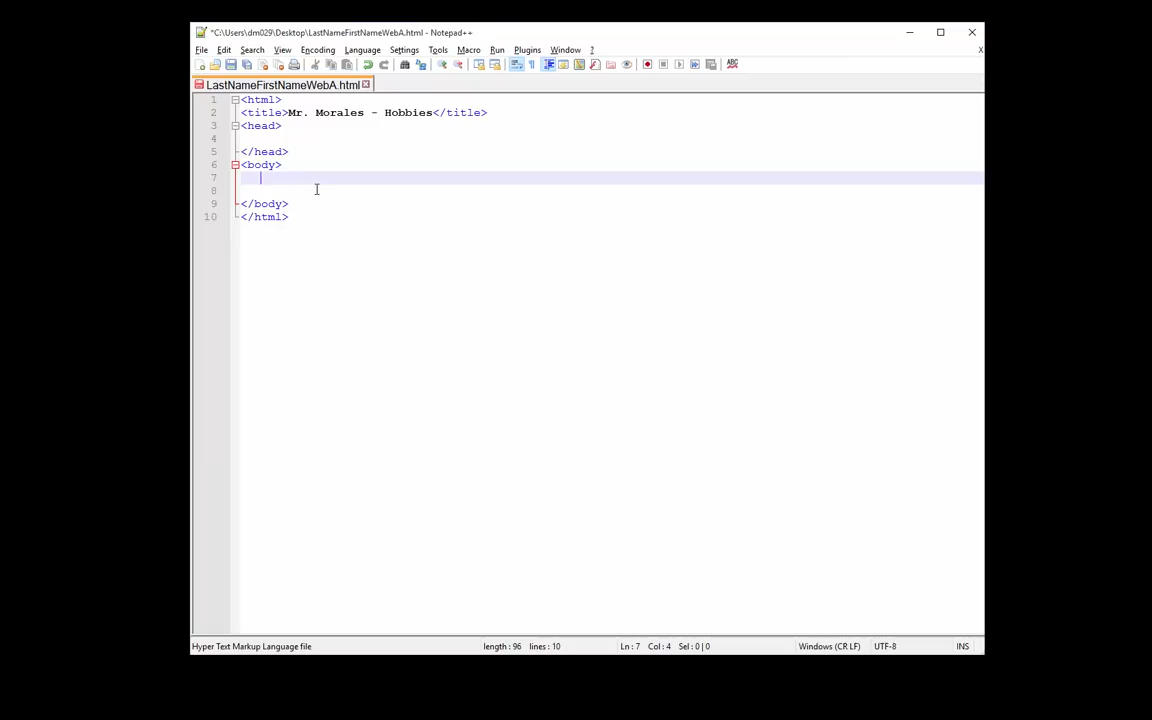 *C:\Users\dm029\Desktop\LastNameFirstNameWebA.html - Notepad++
File Edit Search View Encoding Language Settings Tools Macro Run Plugins Window ? X
ABC
LastNameFirstNameWebA.html
1 <html>
2 <title>Mr. Morales - Hobbies</title>
3 <head>
4
5 </head>
6 <body>
7
8
9 </body>
10 </html>
Hyper Text Markup Language file length : 96 lines : 10 Ln : 7 Col : 4 Sel : 0 | 0 Windows (CR LF) UTF-8 INS